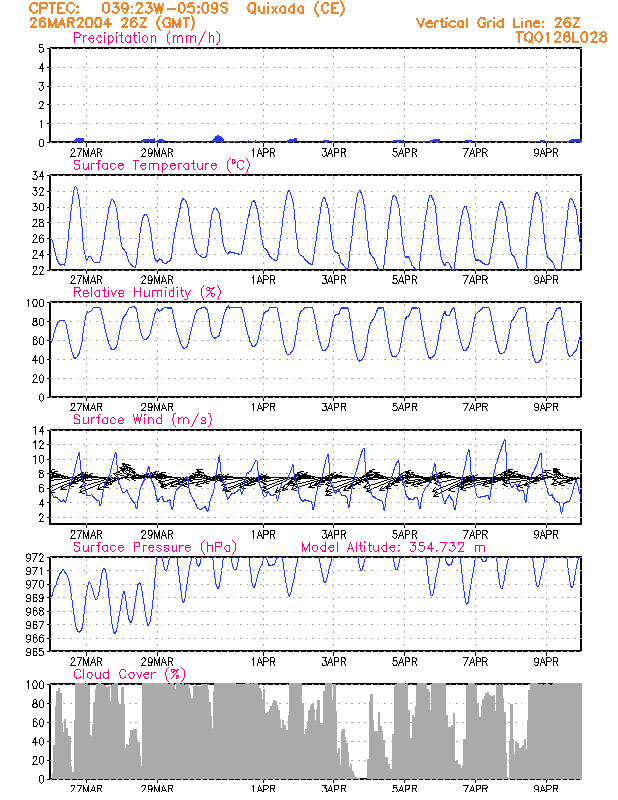 CPTEC: 039:23W-05:09S Quixada (CE)
26MAR2004 26Z (GMT) Vertical Grid Line: 26Z
Precipitation (mm/h) TQ0126L028
5
4
3
2
1
0
27MAR 29MAR 1APR 3APR 5APR 7APR 9APR
Surface Temperature (°C)
34
32
30
28
26
24
22
27MAR 29MAR 1APR 3APR 5APR 7APR 9APR
Relative Humidity (%)
100
80
60
40
20
0
27MAR 29MAR 1APR 3APR 5APR 7APR 9APR
Surface Wind (m/s)
14
12
10
8
6
4
2
27MAR 29MAR 1APR 3APR 5APR 7APR 9APR
Surface Pressure (hPa) Model Altitude: 354.732 m
972
971
970
969
968
967
966
965
27MAR 29MAR 1APR 3APR 5APR 7APR 9APR
Cloud Cover (%)
100
80
60
40
20
0
27MAR 29MAR 1APR 3APR 5APR 7APR 9APR